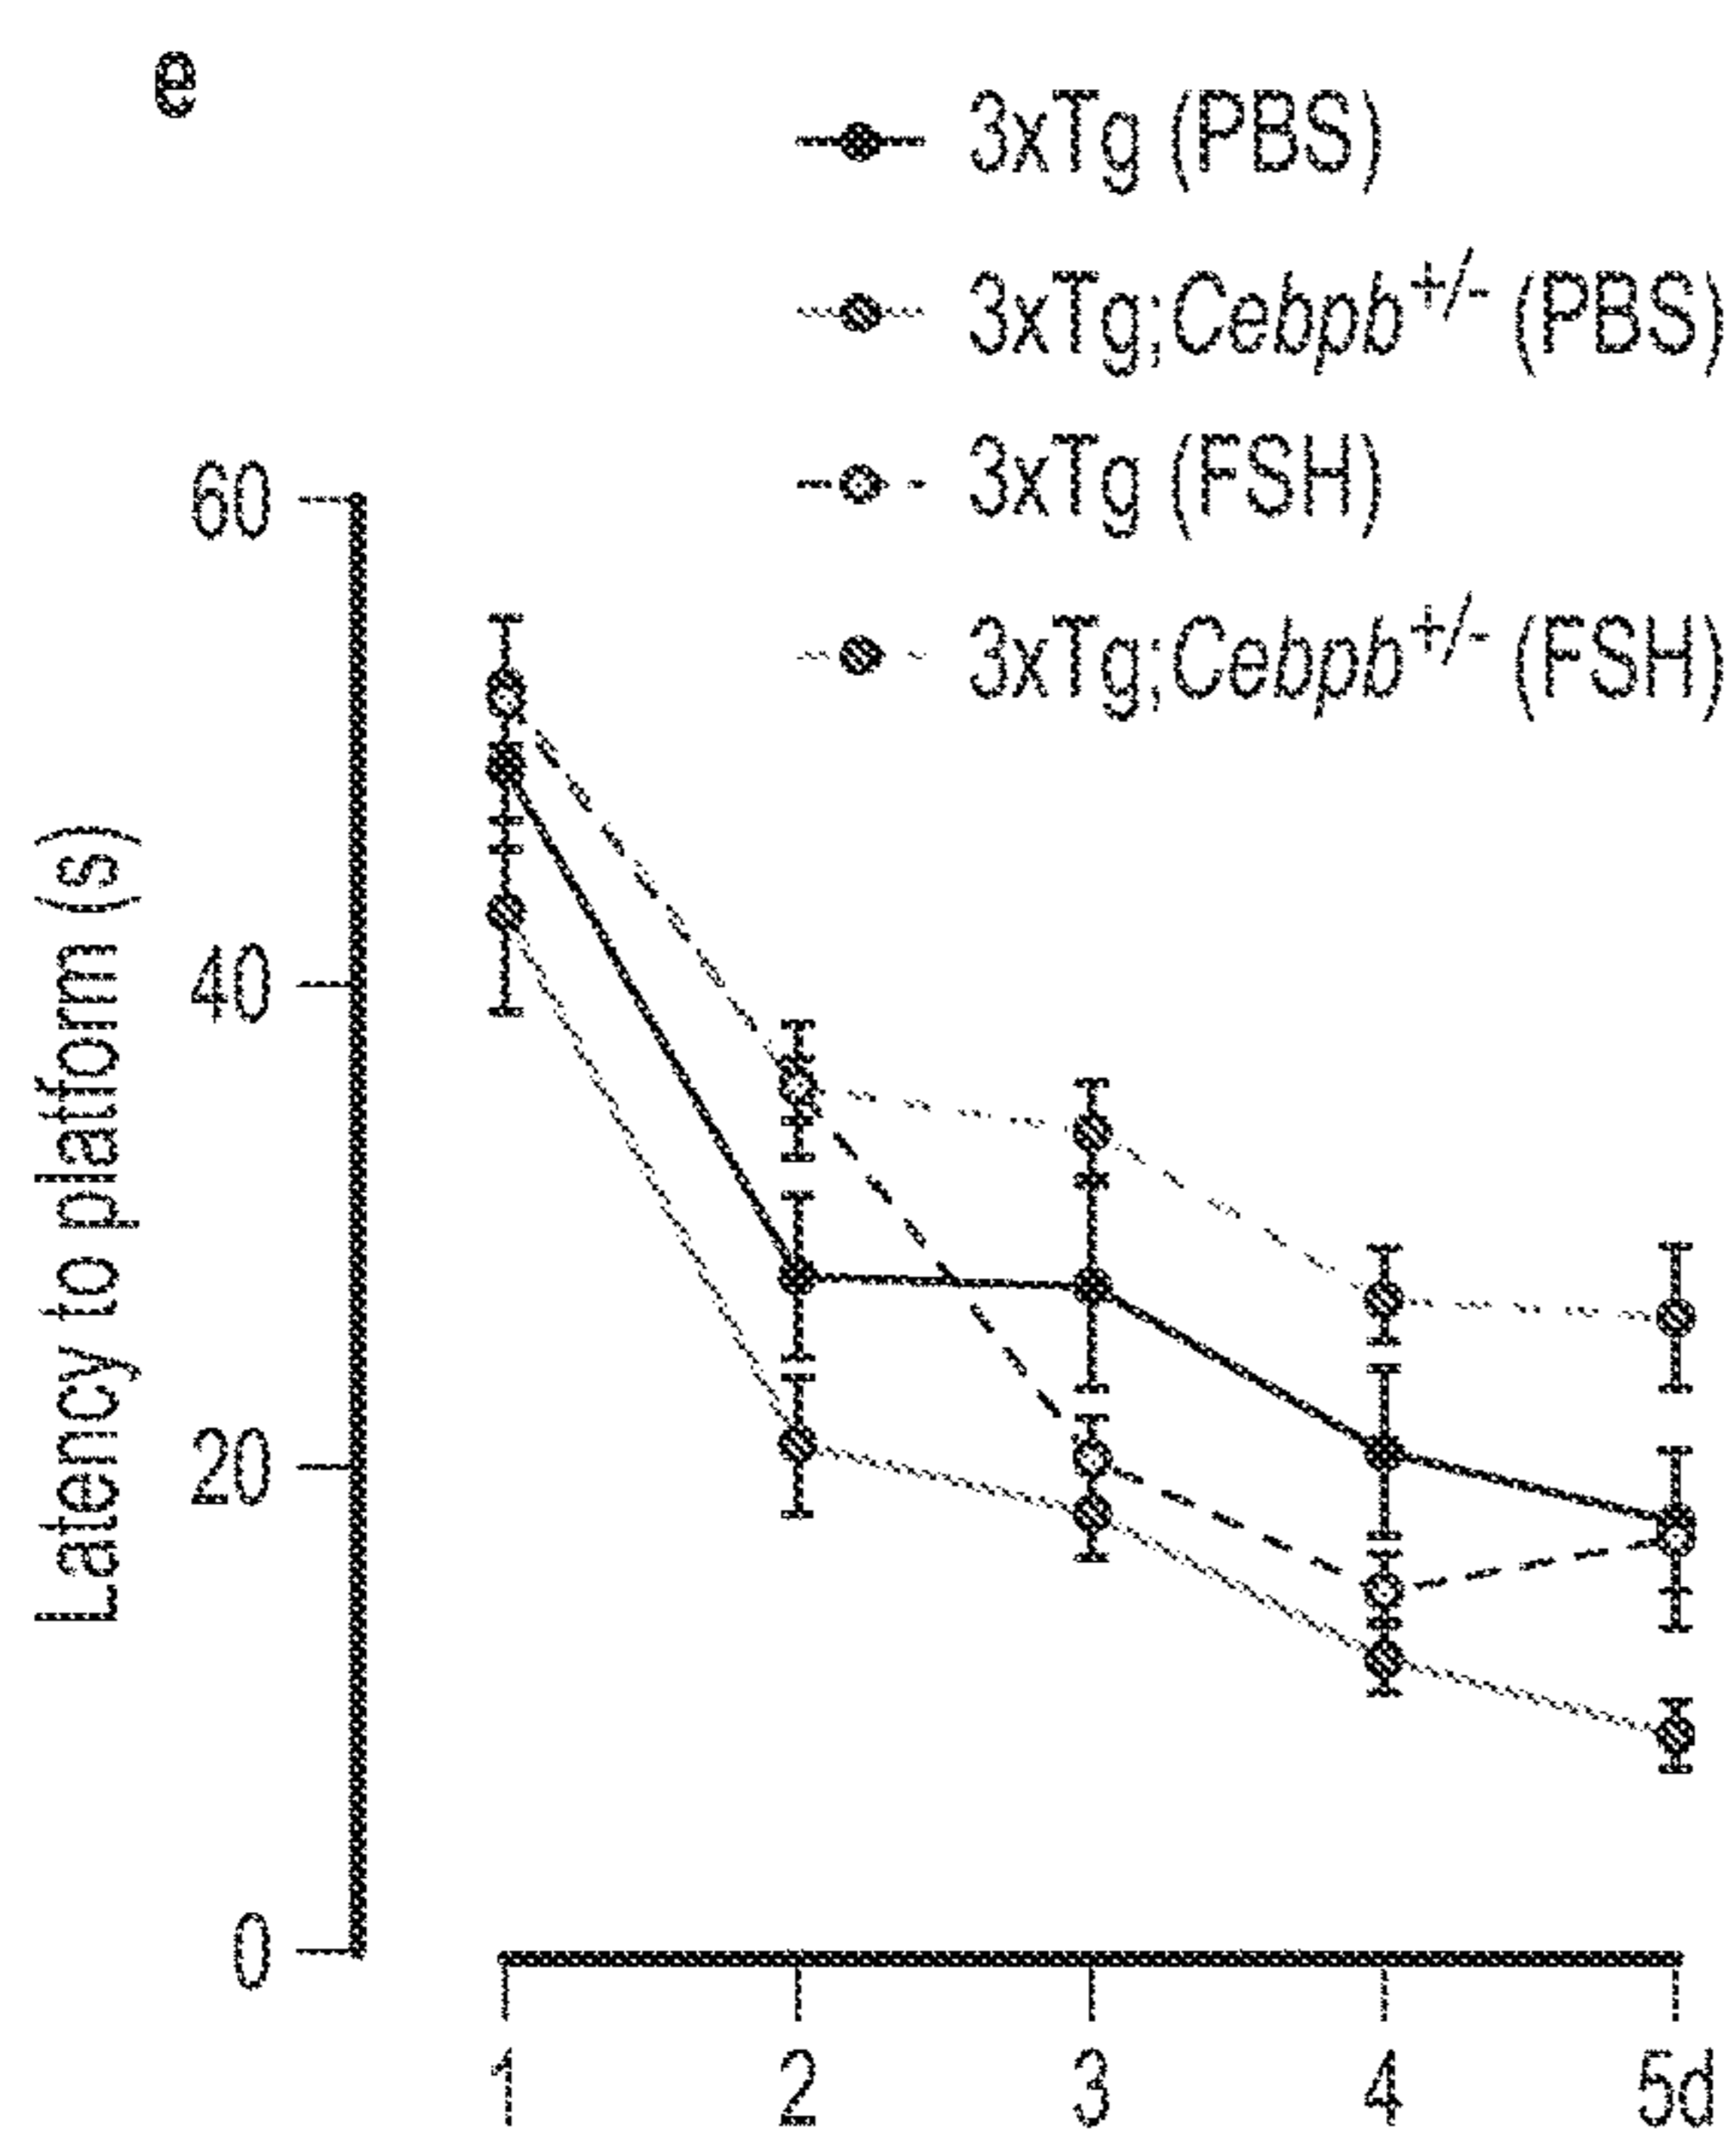 e
3xTg (PBS)
3xTg;Cebpb+/- (PBS)
3xTg (FSH)
3xTg;Cebpb+/- (FSH)
Latency to platform (s)
60
40
20
0
1 2 3 4 5d